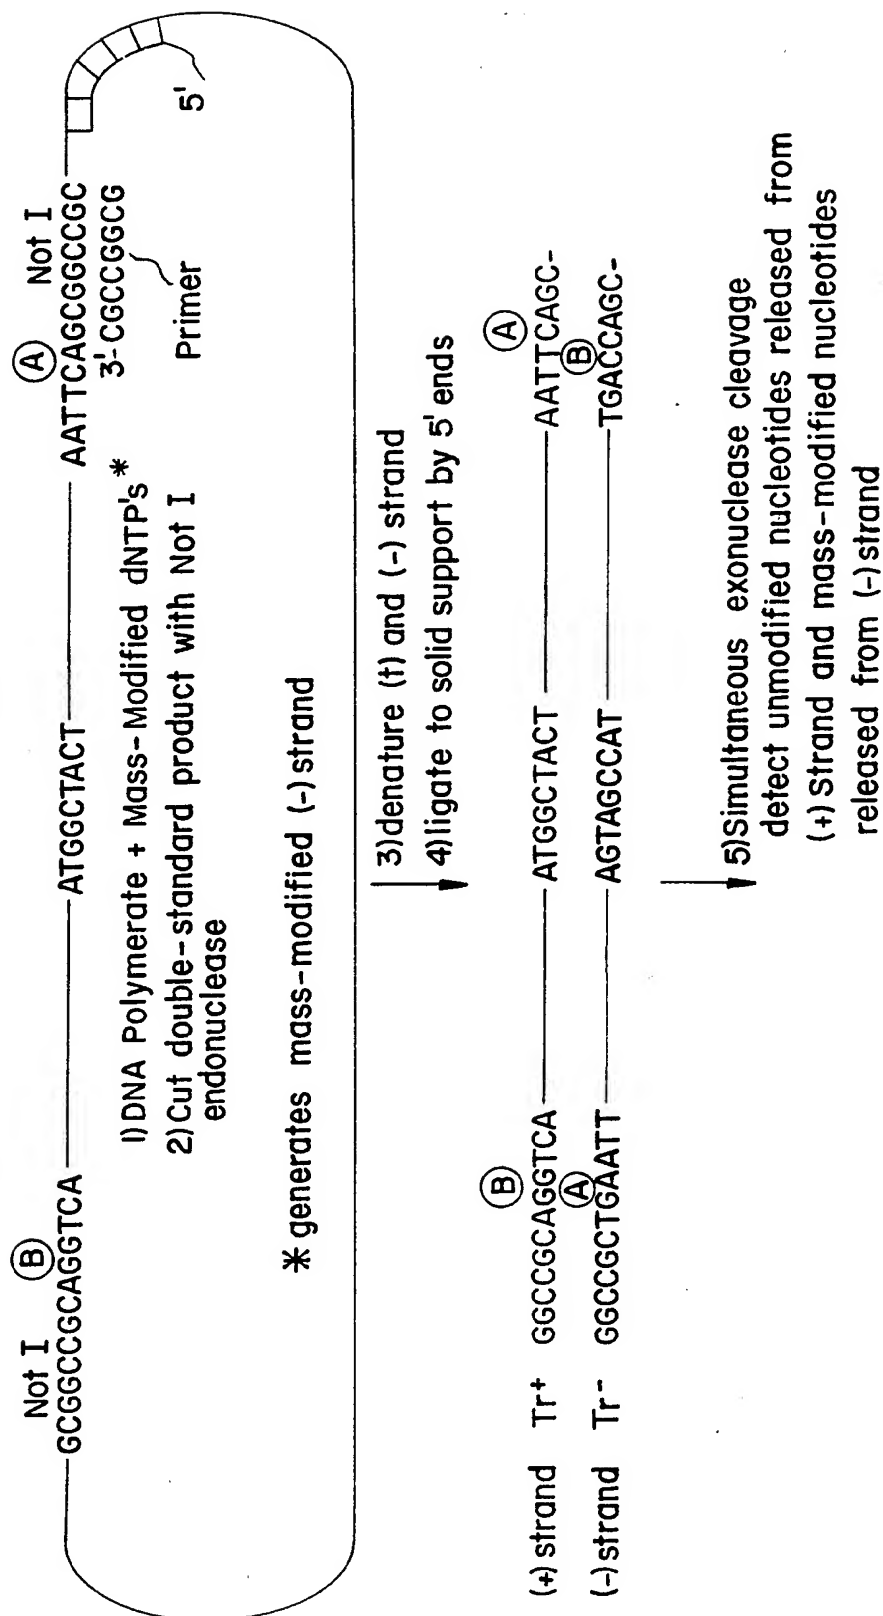 Not I
B
GCGGCCGCAGGTCA
ATGGCTACT
A
Not I
AATTCAGCGGCCGC
3'-CGCCGGCG
Primer
5'
1) DNA Polymerate + Mass-Modified dNTP's*
2) Cut double-standard product with Not I
endonuclease
* generates mass-modified (-) strand
3) denature (t) and (-) strand
4) ligate to solid support by 5' ends
B
A
(+) strand Tr+ GGCCGCAGGTCA ATGGCTACT AATTCAGC-
A
B
(-) strand Tr- GGCCGCTGAATT AGTAGCCAT TGACCAGC-
5) Simultaneous exonuclease cleavage
detect unmodified nucleotides released from
(+) strand and mass-modified nucleotides
released from (-) strand